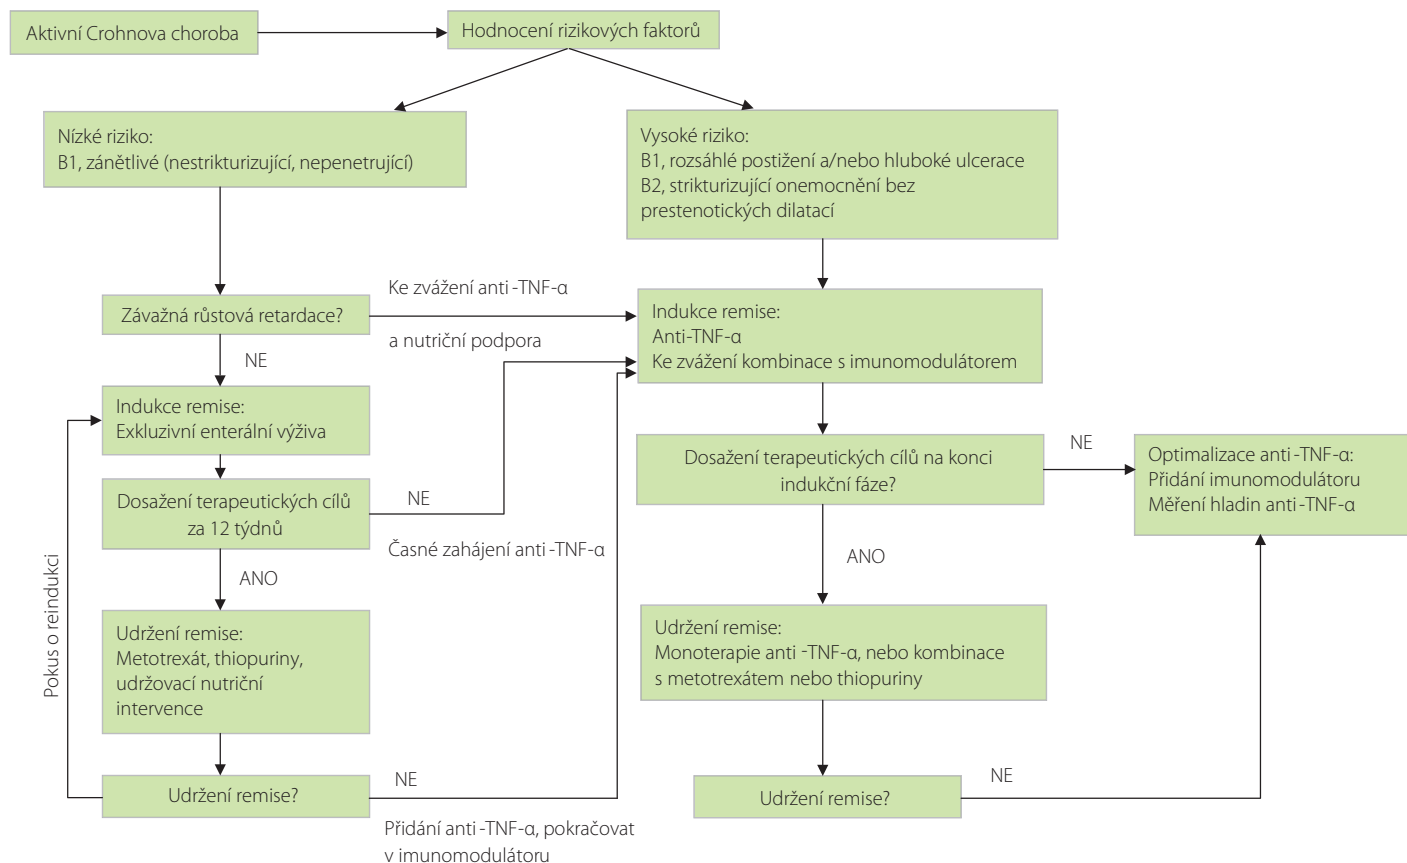 Aktivní Crohnova choroba
Hodnocení rizikových faktorů
Nízké riziko:
B1, zánětlivé (nestrikturizující, nepenetrující)
Vysoké riziko:
B1, rozsáhlé postižení a/nebo hluboké ulcerace
B2, strikturizující onemocnění bez
prestenotických dilatací
Závažná růstová retardace?
Ke zvážení anti-TNF-α
a nutriční podpora
Indukce remise:
Anti-TNF-α
Ke zvážení kombinace s imunomodulátorem
NE
Indukce remise:
Exkluzivní enterální výživa
Dosažení terapeutických cílů
za 12 týdnů
NE
Časné zahájení anti-TNF-α
Dosažení terapeutických cílů na konci
indukční fáze?
NE
Optimalizace anti-TNF-α:
Přidání imunomodulátoru
Měření hladin anti-TNF-α
ANO
ANO
Pokus o reindukci
Udržení remise:
Metotrexát, thiopuriny,
udržovací nutriční
intervence
Udržení remise:
Monoterapie anti-TNF-α, nebo kombinace
s metotrexátem nebo thiopuriny
Udržení remise?
NE
Přidání anti-TNF-α, pokračovat
v imunomodulátoru
Udržení remise?
NE